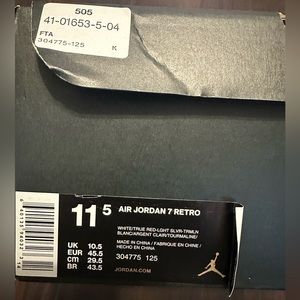 505
41-01653-5-04
FTA
304775-125 K
11 5 AIR JORDAN 7 RETRO
WHITE/TRUE RED-LGHT SLVR-TRMLN
BLANC/ARGENT CLAIR/TOURMALINE/
MADE IN CHINA / FABRIQUE EN CHINE /
HECHO EN CHINA
UK 10.5
EUR 45.5
CM 29.5
BR 43.5
304775 125
JORDAN.COM